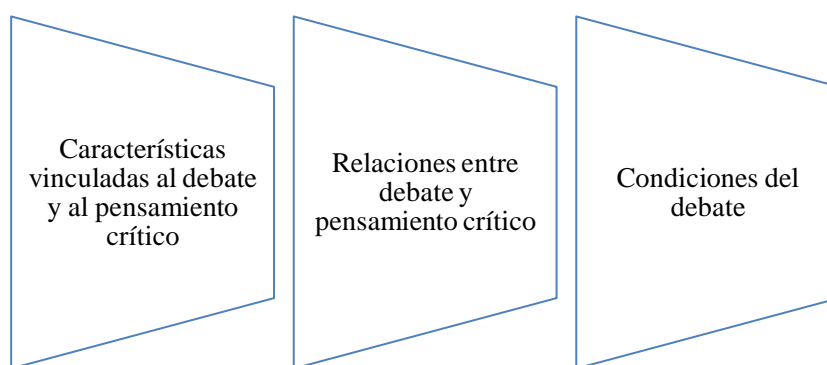 Características
vinculadas al debate
y al pensamiento
crítico
Relaciones entre
debate y
pensamiento crítico
Condiciones del
debate